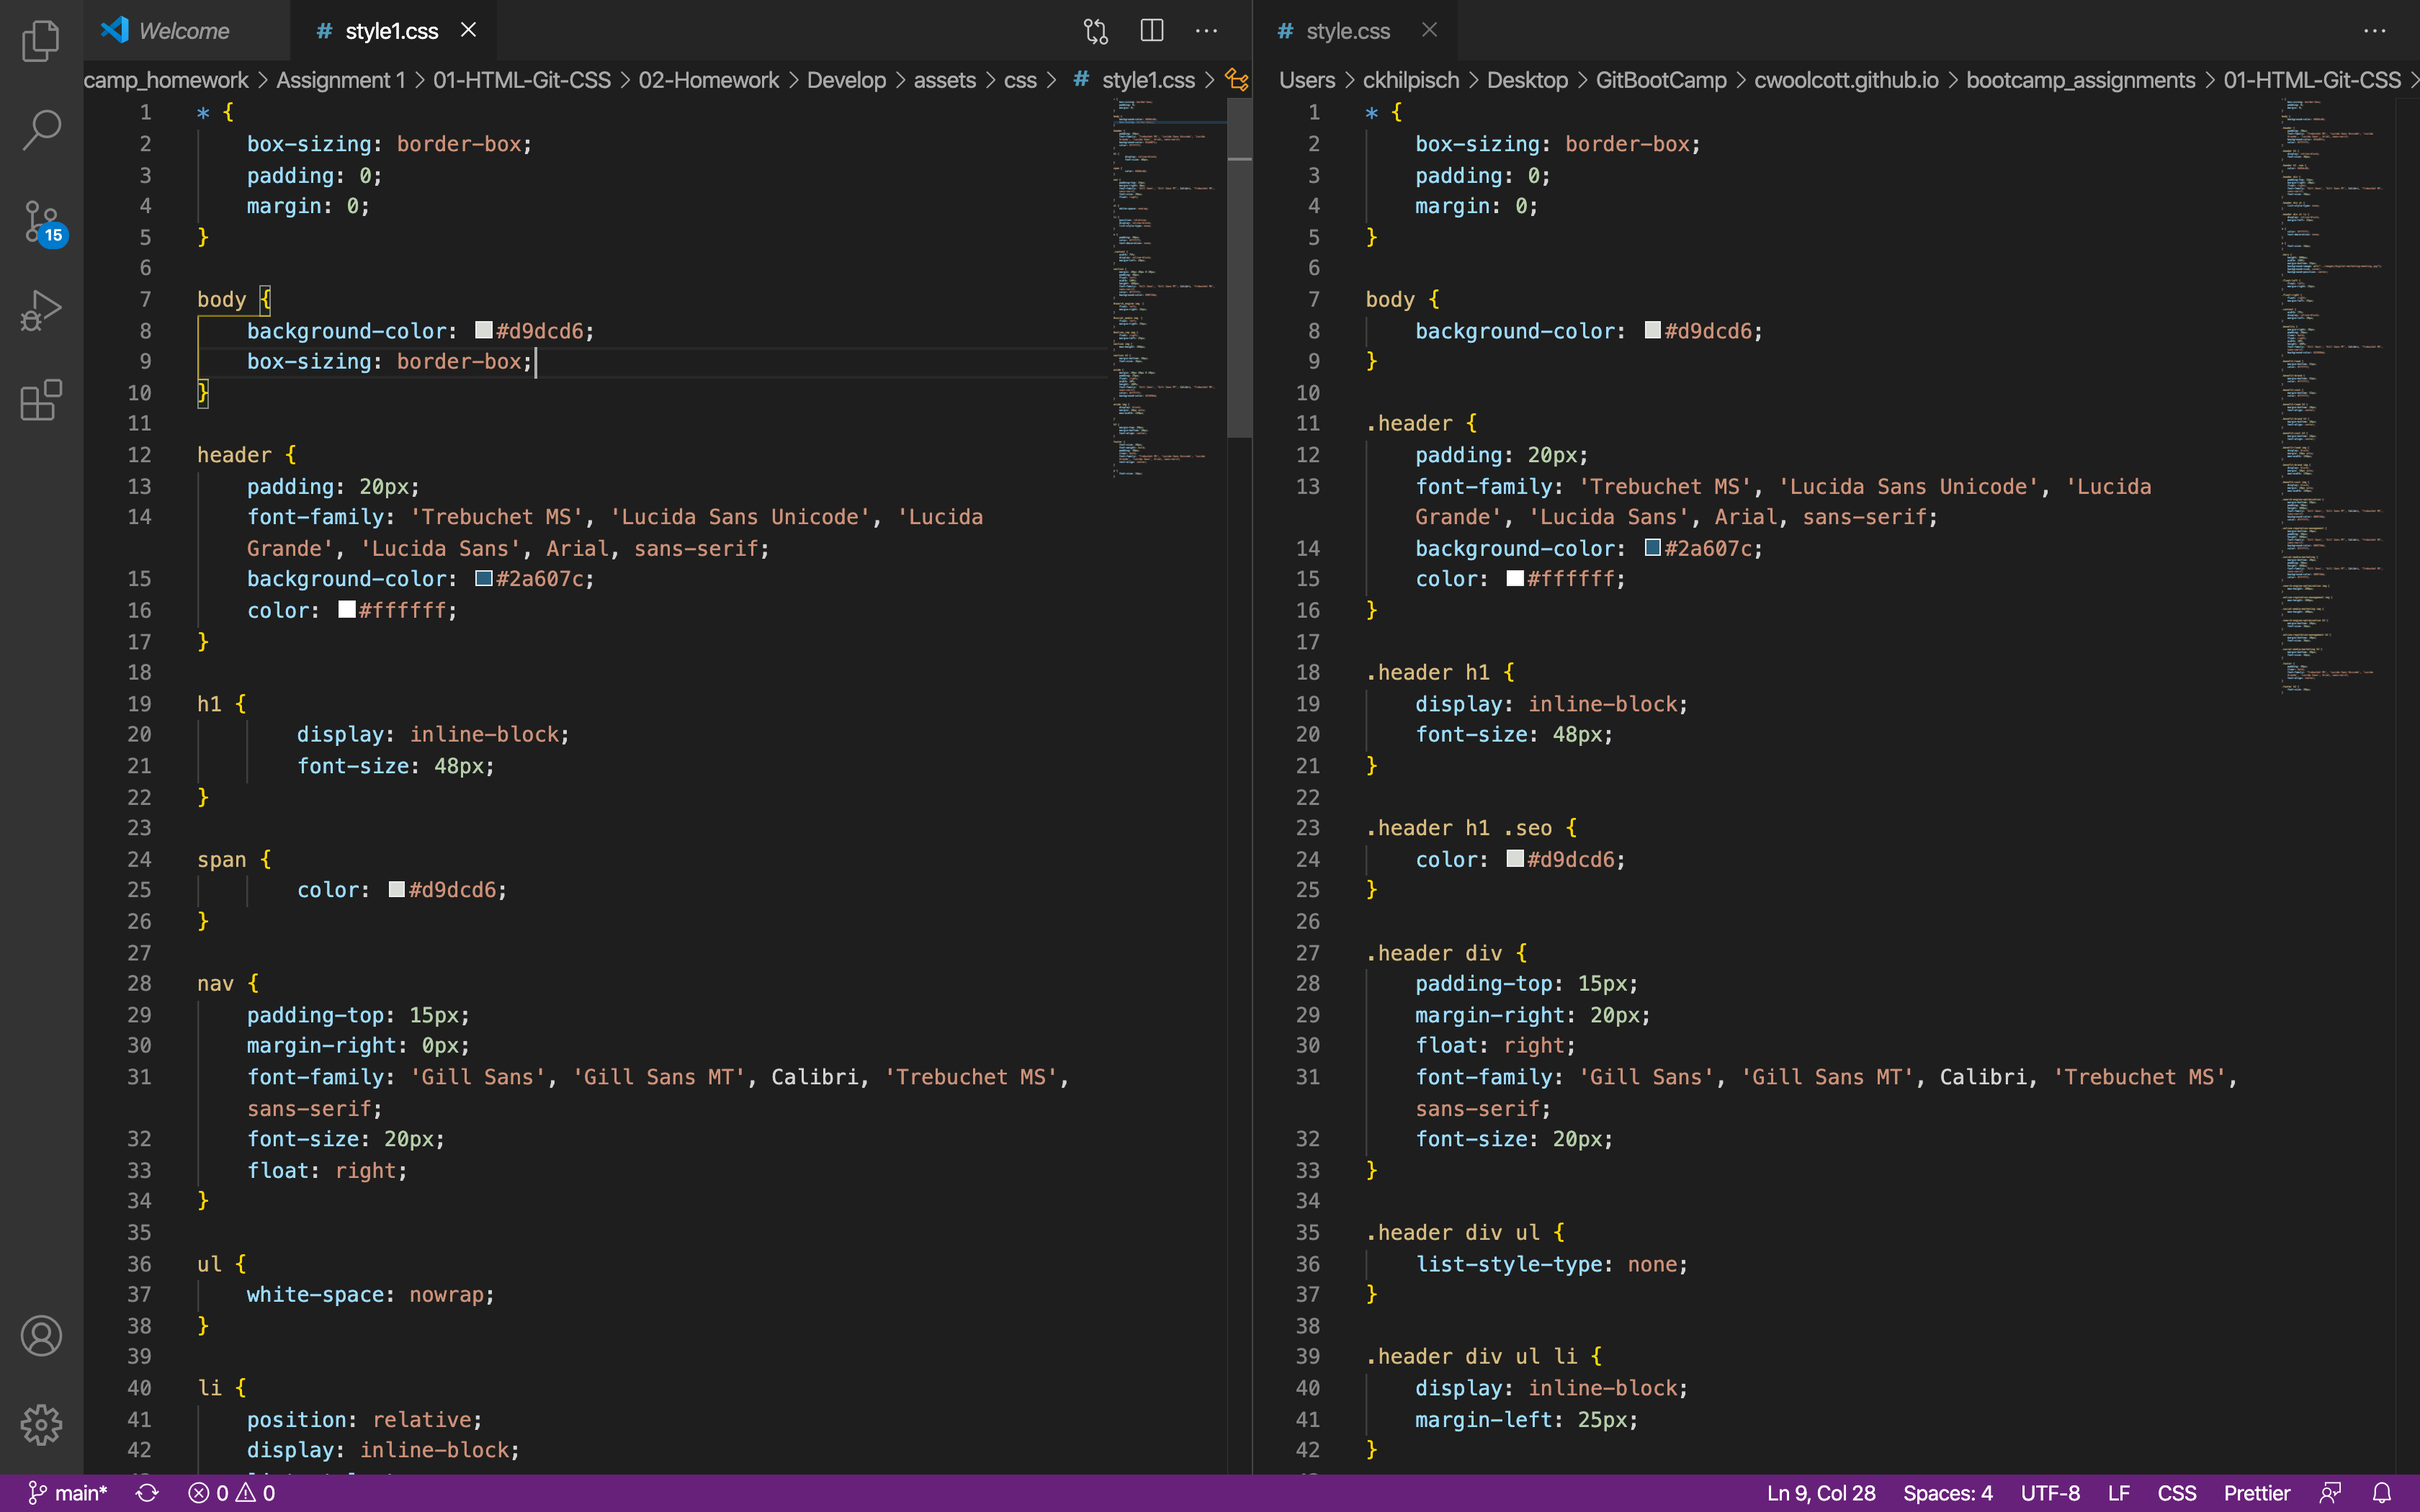 Welcome
# style1.css
camp_homework > Assignment 1 > 01-HTML-Git-CSS > 02-Homework > Develop > assets > css > # style1.css >
1 * {
2     box-sizing: border-box;
3     padding: 0;
4     margin: 0;
5 }
6
7 body {
8     background-color: #d9dcd6;
9     box-sizing: border-box;
10 }
11
12 header {
13     padding: 20px;
14     font-family: 'Trebuchet MS', 'Lucida Sans Unicode', 'Lucida
Grande', 'Lucida Sans', Arial, sans-serif;
15     background-color: #2a607c;
16     color: #ffffff;
17 }
18
19 h1 {
20         display: inline-block;
21         font-size: 48px;
22 }
23
24 span {
25         color: #d9dcd6;
26 }
27
28 nav {
29     padding-top: 15px;
30     margin-right: 0px;
31     font-family: 'Gill Sans', 'Gill Sans MT', Calibri, 'Trebuchet MS',
sans-serif;
32     font-size: 20px;
33     float: right;
34 }
35
36 ul {
37     white-space: nowrap;
38 }
39
40 li {
41     position: relative;
42     display: inline-block;
# style.css
Users > ckhilpisch > Desktop > GitBootCamp > cwoolcott.github.io > bootcamp_assignments > 01-HTML-Git-CSS >
1 * {
2     box-sizing: border-box;
3     padding: 0;
4     margin: 0;
5 }
6
7 body {
8     background-color: #d9dcd6;
9 }
10
11 .header {
12     padding: 20px;
13     font-family: 'Trebuchet MS', 'Lucida Sans Unicode', 'Lucida
Grande', 'Lucida Sans', Arial, sans-serif;
14     background-color: #2a607c;
15     color: #ffffff;
16 }
17
18 .header h1 {
19     display: inline-block;
20     font-size: 48px;
21 }
22
23 .header h1 .seo {
24     color: #d9dcd6;
25 }
26
27 .header div {
28     padding-top: 15px;
29     margin-right: 20px;
30     float: right;
31     font-family: 'Gill Sans', 'Gill Sans MT', Calibri, 'Trebuchet MS',
sans-serif;
32     font-size: 20px;
33 }
34
35 .header div ul {
36     list-style-type: none;
37 }
38
39 .header div ul li {
40     display: inline-block;
41     margin-left: 25px;
42 }
15
main* 0 0 Ln 9, Col 28 Spaces: 4 UTF-8 LF CSS Prettier